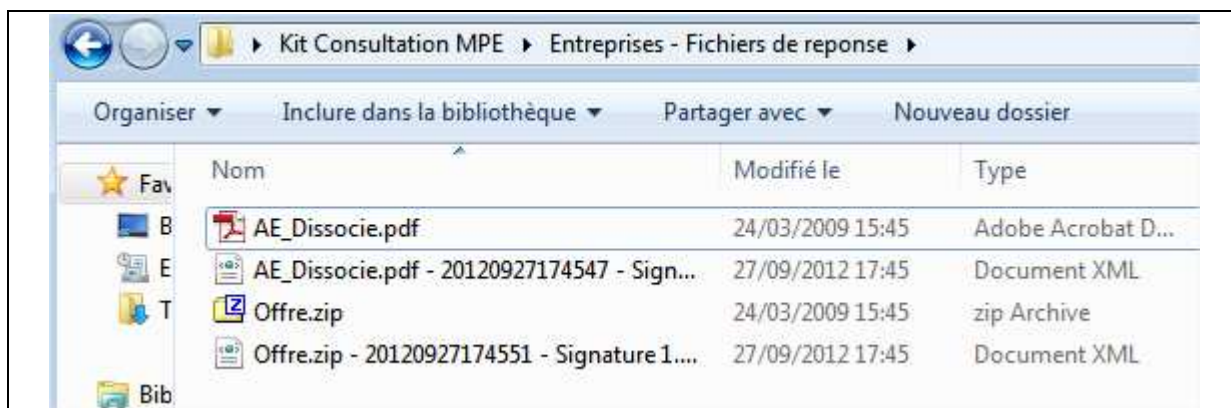 Kit Consultation MPE ▸ Entreprises - Fichiers de reponse ▸
Organiser ▾ Inclure dans la bibliothèque ▾ Partager avec ▾ Nouveau dossier
Fav Nom Modifié le Type
B AE_Dissocie.pdf 24/03/2009 15:45 Adobe Acrobat D...
E AE_Dissocie.pdf - 20120927174547 - Sign... 27/09/2012 17:45 Document XML
T Offre.zip 24/03/2009 15:45 zip Archive
Offre.zip - 20120927174551 - Signature 1.... 27/09/2012 17:45 Document XML
Bib